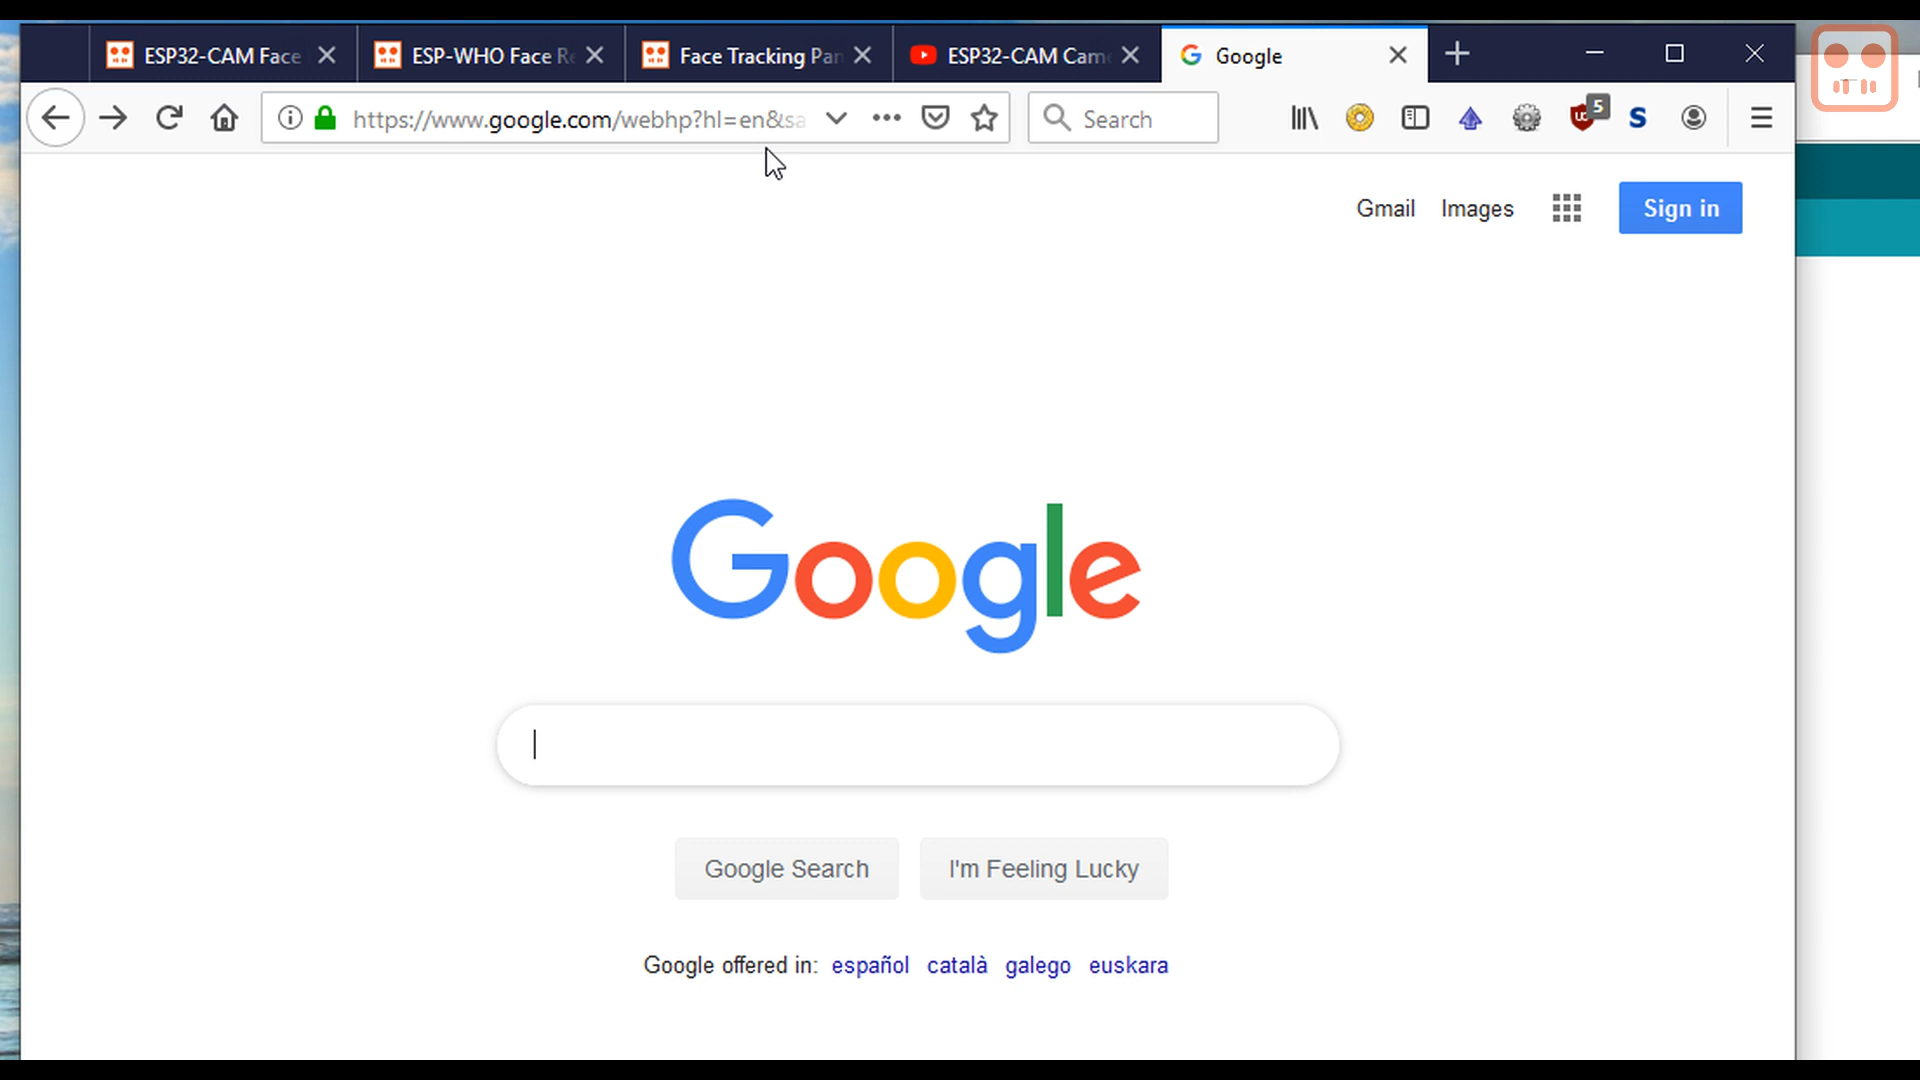 ESP32-CAM Face
ESP-WHO Face Re
Face Tracking Pan
ESP32-CAM Cam
Google
https://www.google.com/webhp?hl=en&sa
Search
5
S
Gmail Images Sign in
Google
Google Search I'm Feeling Lucky
Google offered in: español català galego euskara